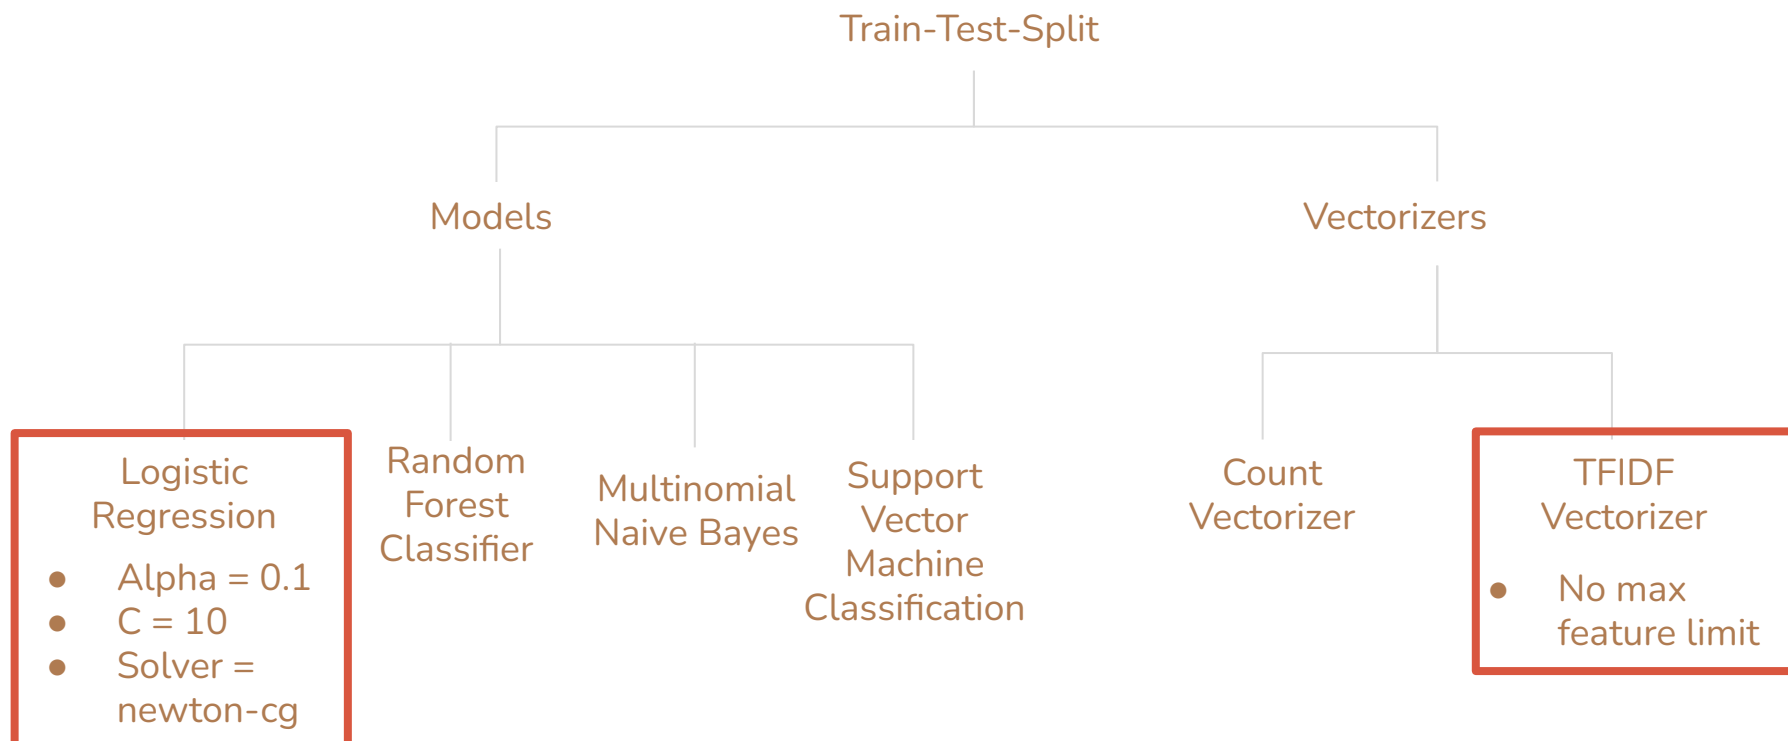 Train-Test-Split
Models
Vectorizers
Logistic
Regression
● Alpha = 0.1
● C = 10
● Solver =
newton-cg
Random
Forest
Classifier
Multinomial
Naive Bayes
Support
Vector
Machine
Classification
Count
Vectorizer
TFIDF
Vectorizer
● No max
feature limit